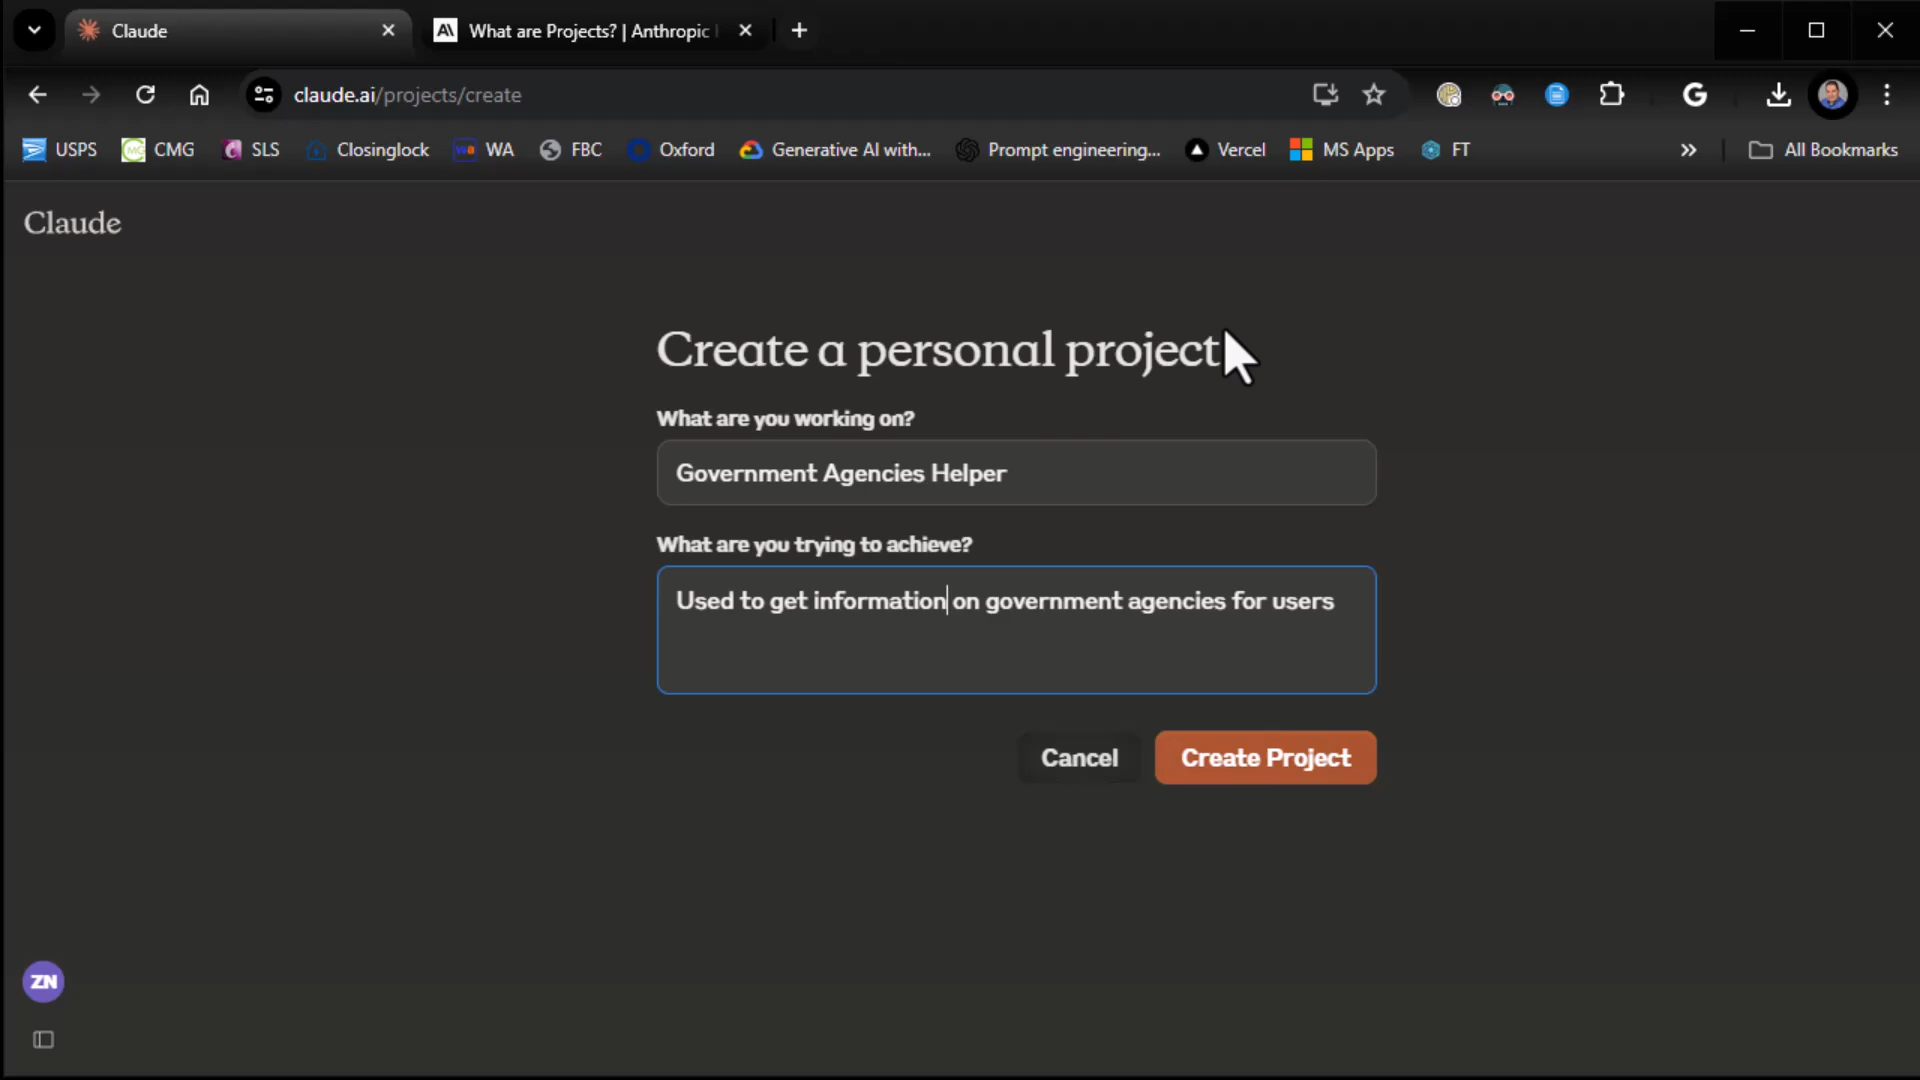 Claude
What are Projects? | Anthropic
claude.ai/projects/create
USPS
CMG
SLS
Closinglock
WA
FBC
Oxford
Generative AI with...
Prompt engineering...
Vercel
MS Apps
FT
All Bookmarks
Claude
Create a personal project
What are you working on?
Government Agencies Helper
What are you trying to achieve?
Used to get information on government agencies for users
Cancel
Create Project
ZN